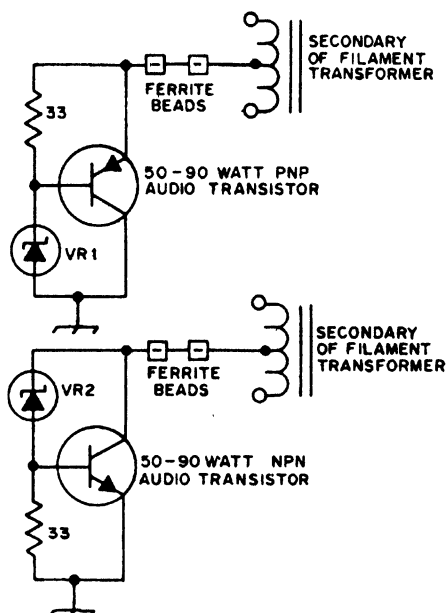 SECONDARY
OF FILAMENT
TRANSFORMER
FERRITE
BEADS
33
50-90 WATT PNP
AUDIO TRANSISTOR
VR1
SECONDARY
OF FILAMENT
TRANSFORMER
FERRITE
BEADS
VR2
50-90 WATT NPN
AUDIO TRANSISTOR
33